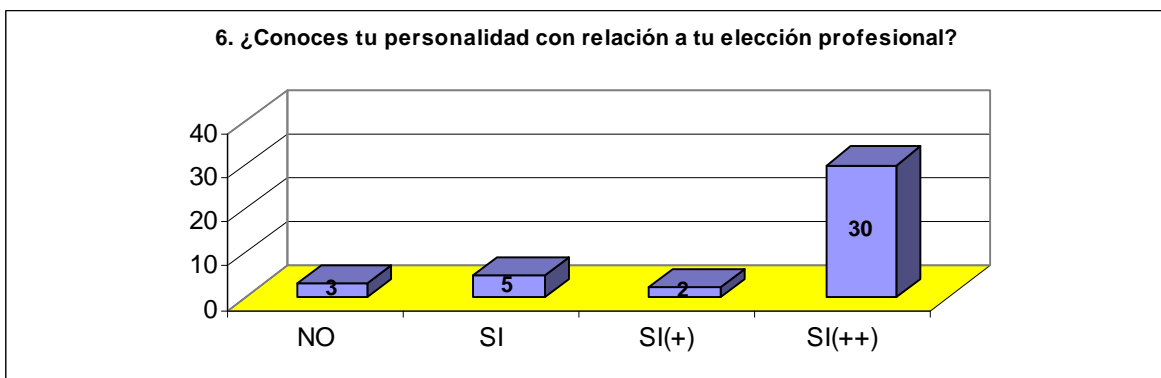 6. ¿Conoces tu personalidad con relación a tu elección profesional?
40
30
20
10
0
3
5
2
30
NO
SI
SI(+)
SI(++)